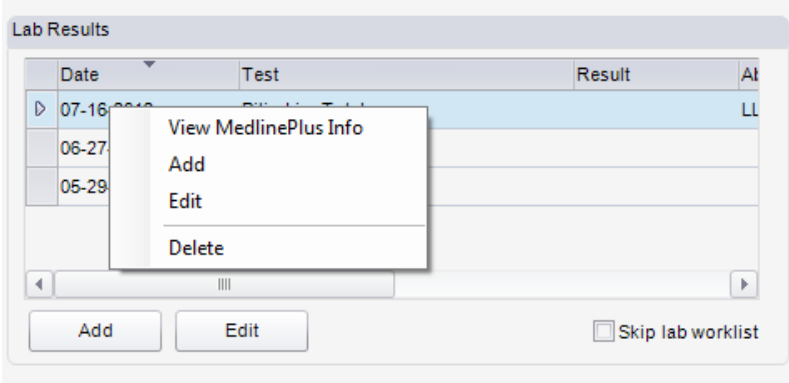 Lab Results
Date Test Result
07-16
View MedlinePlus Info
06-27
Add
05-29
Edit
Delete
Add Edit Skip lab worklist